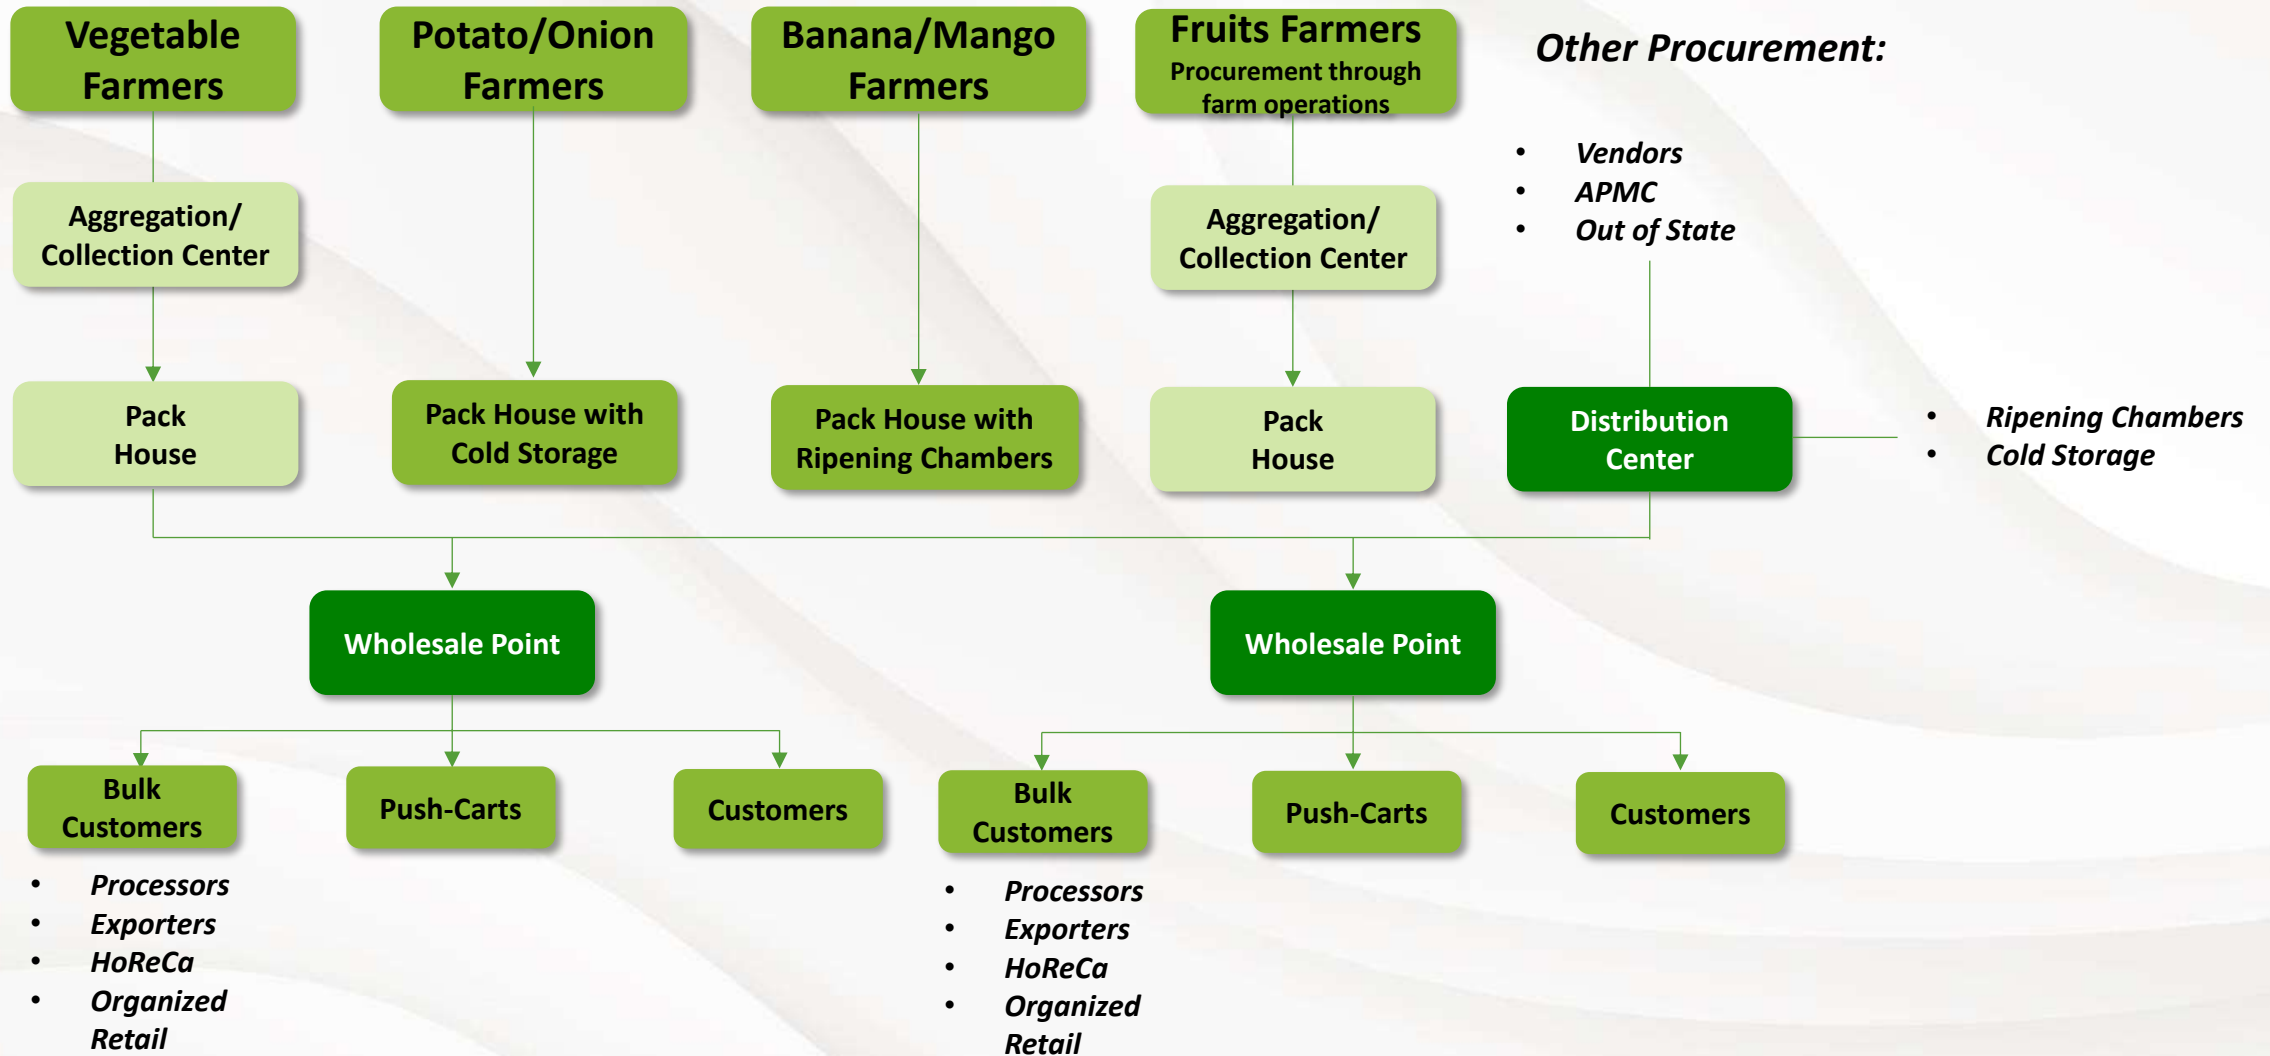 Vegetable
Farmers
Potato/Onion
Farmers
Banana/Mango
Farmers
Fruits Farmers
Procurement through
farm operations
Other Procurement:
• Vendors
• APMC
• Out of State
Aggregation/
Collection Center
Aggregation/
Collection Center
Pack
House
Pack House with
Cold Storage
Pack House with
Ripening Chambers
Pack
House
Distribution
Center
• Ripening Chambers
• Cold Storage
Wholesale Point
Wholesale Point
Bulk
Customers
Push-Carts
Customers
Bulk
Customers
Push-Carts
Customers
• Processors
• Exporters
• HoReCa
• Organized
Retail
• Processors
• Exporters
• HoReCa
• Organized
Retail